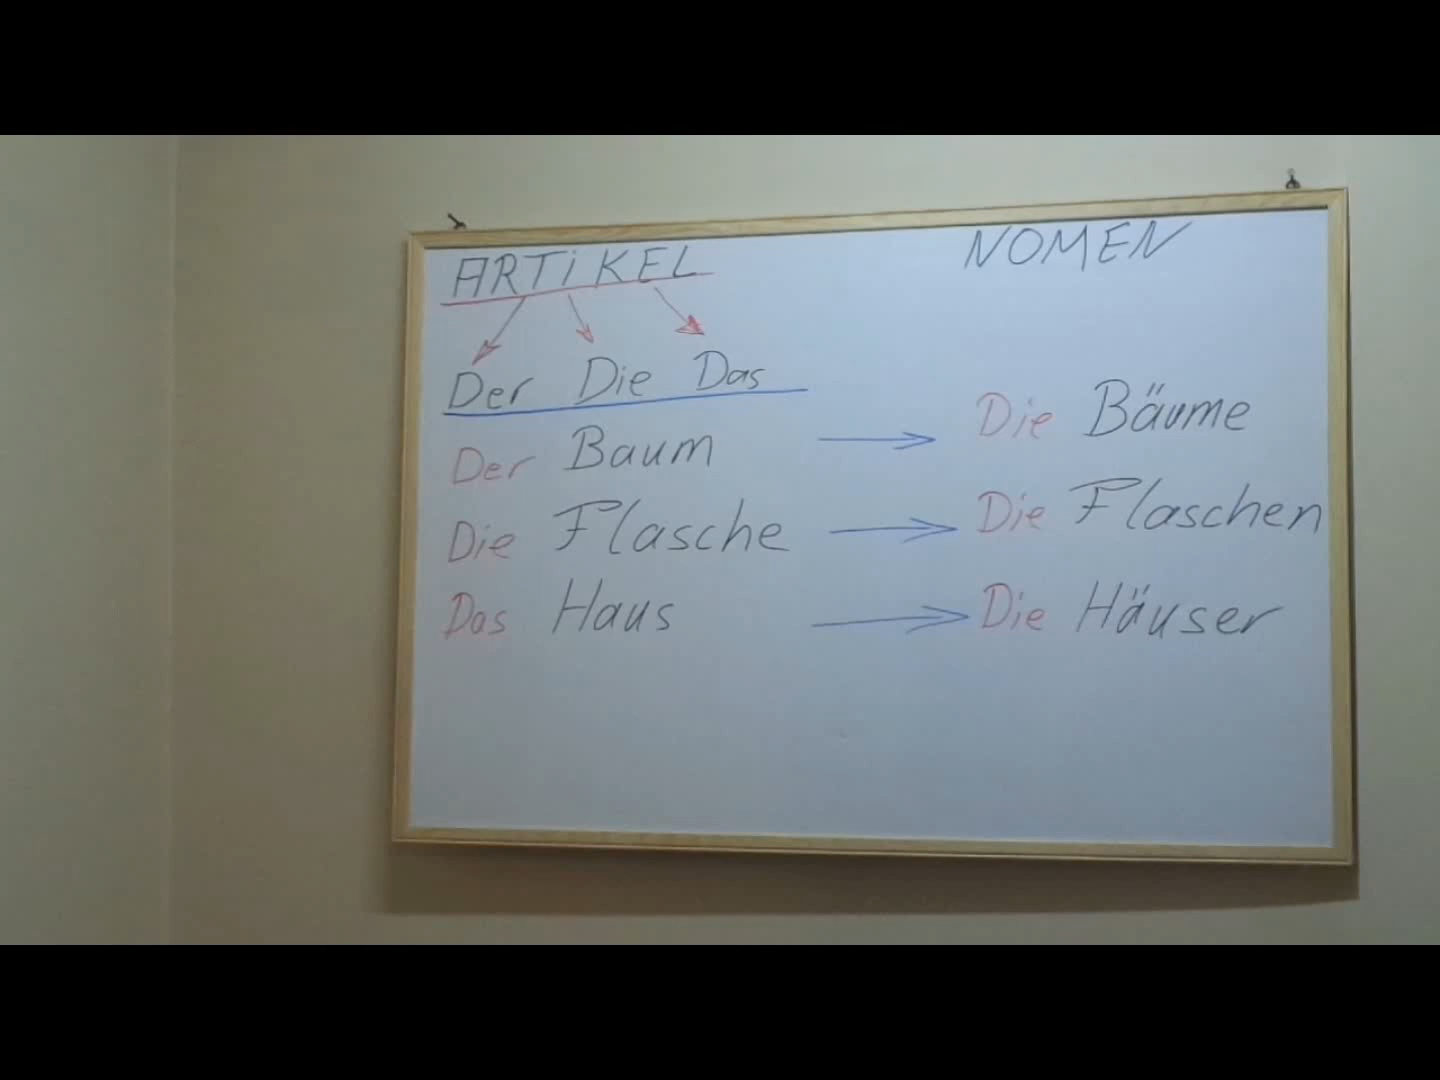 ARTiKEL NOMEN
Der Die Das
Der Baum → Die Bäume
Die Flasche → Die Flaschen
Das Haus → Die Häuser